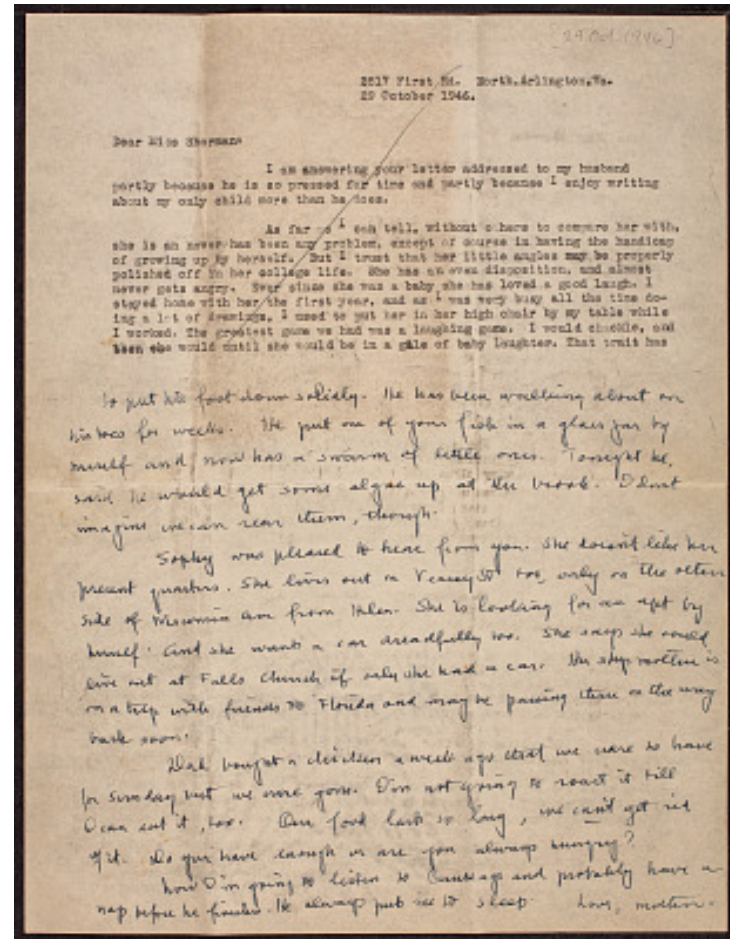 [29 Oct 1946]
2617 First Rd. North. Arlington, Va.
29 October 1946.
Dear Miss Sherman:
I am answering your letter addressed to my husband
partly because he is so pressed for time and partly because I enjoy writing
about my only child more than he does.
As far as I can tell, without others to compare her with,
she is an never has been any problem, except of course in having the handicap
of growing up by herself. But I trust that her little angles may be properly
polished off in her college life. She has an even disposition, and almost
never gets angry. Ever since she was a baby she has loved a good laugh. I
stayed home with her the first year, and as I was very busy all the time do-
ing a lot of drawings, I used to put her in her high chair by my table while
I worked. The greatest game we had was a laughing game. I would chuckle, and
then she would until she would be in a gale of baby laughter. That trait has
to put his foot down solidly. He has been walking about on
his toes for weeks. He put one of your fish in a glass jar by
itself and now has a swarm of little ones. Tonight he
said he would get some algae up at the brook. I don't
imagine we can rear them, though.
Sophy was pleased to hear from you. She doesn't like her
present quarters. She lives out on too, only on the other
side of Wisconsin Ave from Helen. She is looking for an apt by
herself. And she wants a car dreadfully too. She says she could
live out at Falls Church if only she had a car. Her stepmother is
on a trip with friends to Florida and may be passing thru on the way
back soon.
Dad bought a chicken a week ago that we were to have
for Sunday but we were gone. I'm not going to roast it till
I can eat it, too. Our food lasts so long, we can't get rid
of it. Do you have enough or are you always hungry?
Now I'm going to listen to and probably have a
nap before he finishes. He always puts me to sleep. Love, mother.